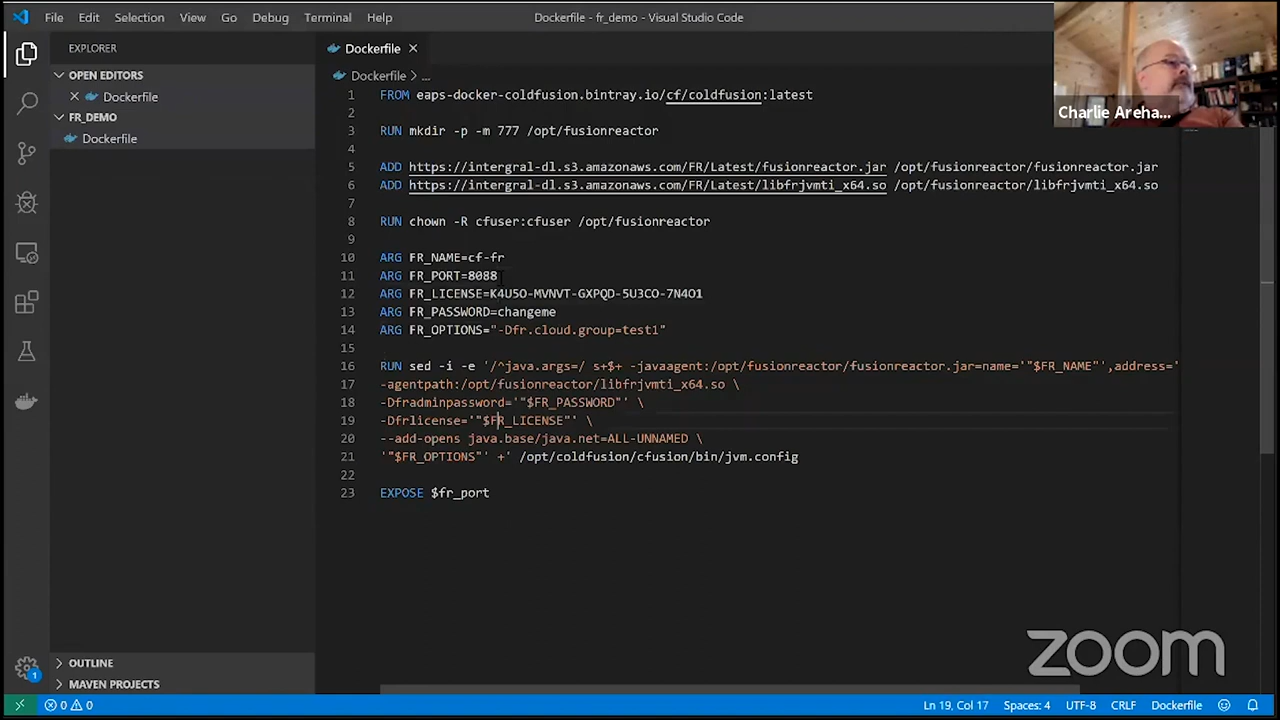 File Edit Selection View Go Debug Terminal Help Dockerfile - fr_demo - Visual Studio Code
EXPLORER
OPEN EDITORS
Dockerfile
FR_DEMO
Dockerfile
OUTLINE
MAVEN PROJECTS
Dockerfile
Dockerfile > ...
1 FROM eaps-docker-coldfusion.bintray.io/cf/coldfusion:latest
2
3 RUN mkdir -p -m 777 /opt/fusionreactor
4
5 ADD https://intergral-dl.s3.amazonaws.com/FR/Latest/fusionreactor.jar /opt/fusionreactor/fusionreactor.jar
6 ADD https://intergral-dl.s3.amazonaws.com/FR/Latest/libfrjvmti_x64.so /opt/fusionreactor/libfrjvmti_x64.so
7
8 RUN chown -R cfuser:cfuser /opt/fusionreactor
9
10 ARG FR_NAME=cf-fr
11 ARG FR_PORT=8088
12 ARG FR_LICENSE=K4U5O-MVNVT-GXPQD-5U3CO-7N4O1
13 ARG FR_PASSWORD=changeme
14 ARG FR_OPTIONS="-Dfr.cloud.group=test1"
15
16 RUN sed -i -e '/^java.args=/ s+$+ -javaagent:/opt/fusionreactor/fusionreactor.jar=name='"$FR_NAME"',address='
17 -agentpath:/opt/fusionreactor/libfrjvmti_x64.so \
18 -Dfradminpassword='"$FR_PASSWORD"' \
19 -Dfrlicense='"$FR_LICENSE"' \
20 --add-opens java.base/java.net=ALL-UNNAMED \
21 '"$FR_OPTIONS"' +' /opt/coldfusion/cfusion/bin/jvm.config
22
23 EXPOSE $fr_port
Charlie Areha...
zoom
1
0 0 Ln 19, Col 17 Spaces: 4 UTF-8 CRLF Dockerfile